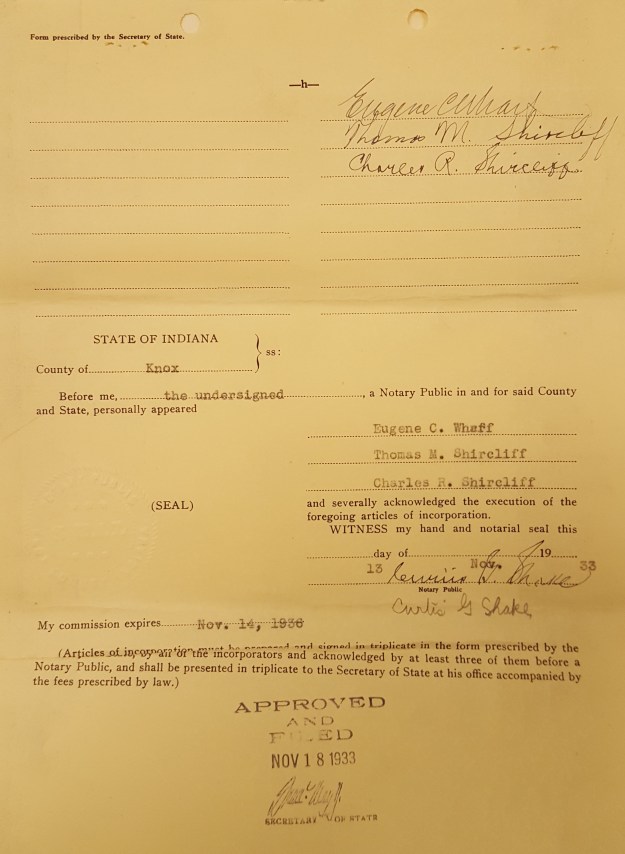 Form prescribed by the Secretary of State.
—h—
Eugene C Wharf
Thomas M. Shircliff
Charles R. Shircliff
STATE OF INDIANA
ss:
County of Knox
Before me, the undersigned, a Notary Public in and for said County
and State, personally appeared
Eugene C. Wharf
Thomas M. Shircliff
Charles R. Shircliff
(SEAL)
and severally acknowledged the execution of the
foregoing articles of incorporation.
WITNESS my hand and notarial seal this
day of 19
13 Nov. 33
Curtis G. Shake
Notary Public
Curtis G Shake
My commission expires Nov. 14, 1936
(Articles of incorporation must be prepared and signed in triplicate in the form prescribed by the
by all of the incorporators and acknowledged by at least three of them before a
Notary Public, and shall be presented in triplicate to the Secretary of State at his office accompanied by
the fees prescribed by law.)
APPROVED
AND
FILED
NOV 18 1933
SECRETARY OF STATE